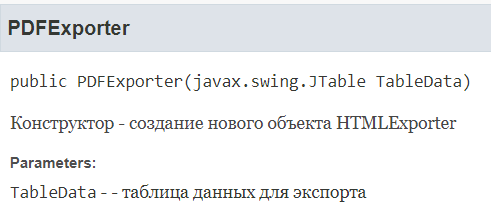 PDFExporter
public PDFExporter(javax.swing.JTable TableData)
Конструктор - создание нового объекта HTMLExporter
Parameters:
TableData - - таблица данных для экспорта